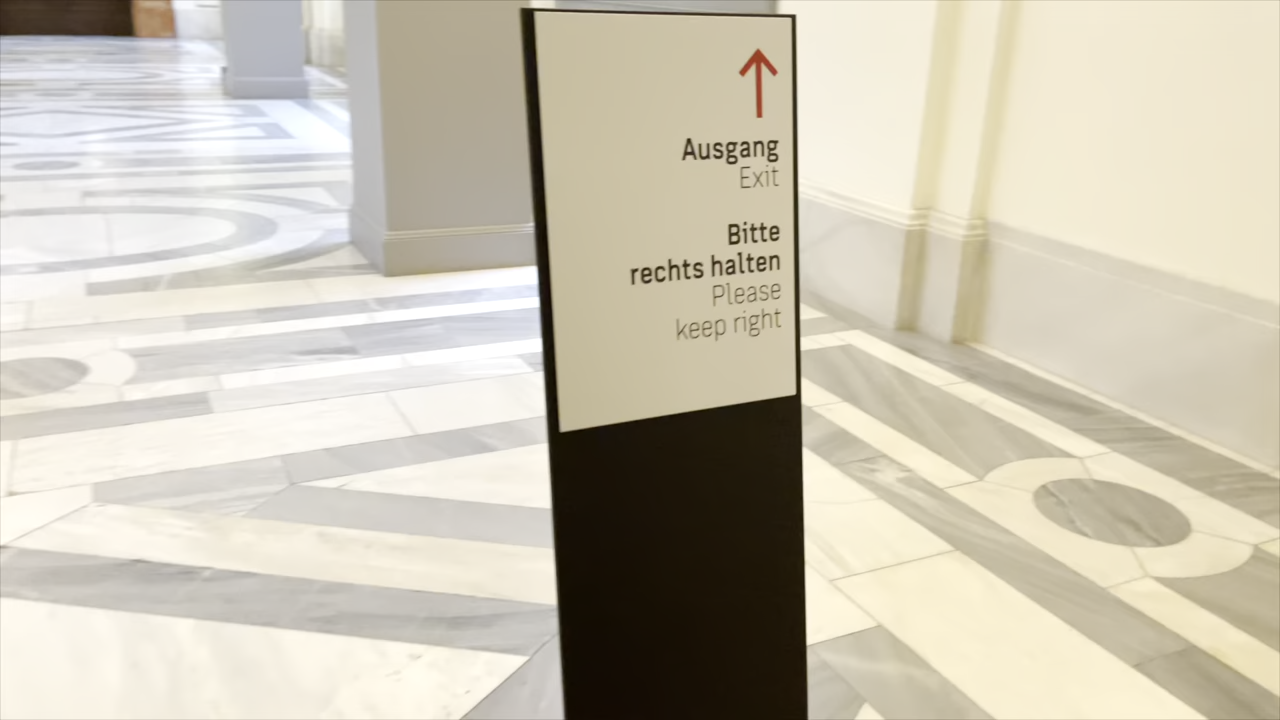 Ausgang
Exit
Bitte
rechts halten
Please
keep right